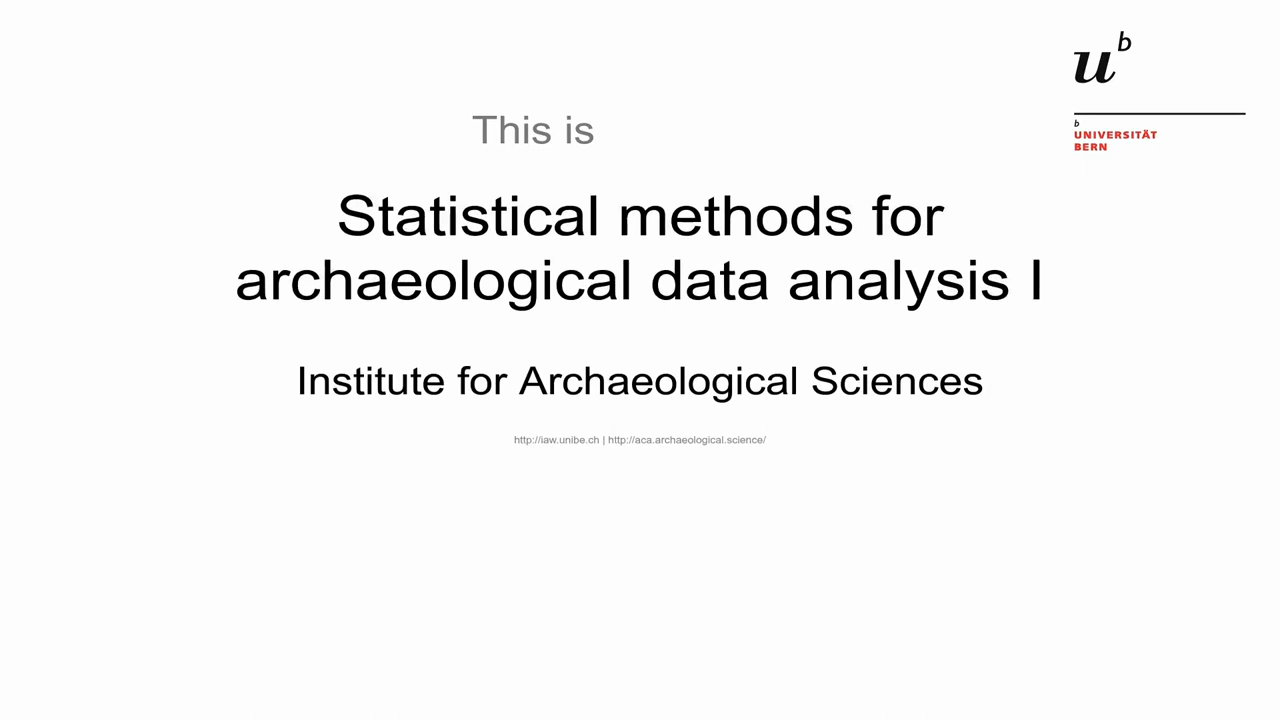 u b
b
UNIVERSITÄT
BERN
This is
Statistical methods for
archaeological data analysis I
Institute for Archaeological Sciences
http://iaw.unibe.ch | http://aca.archaeological.science/